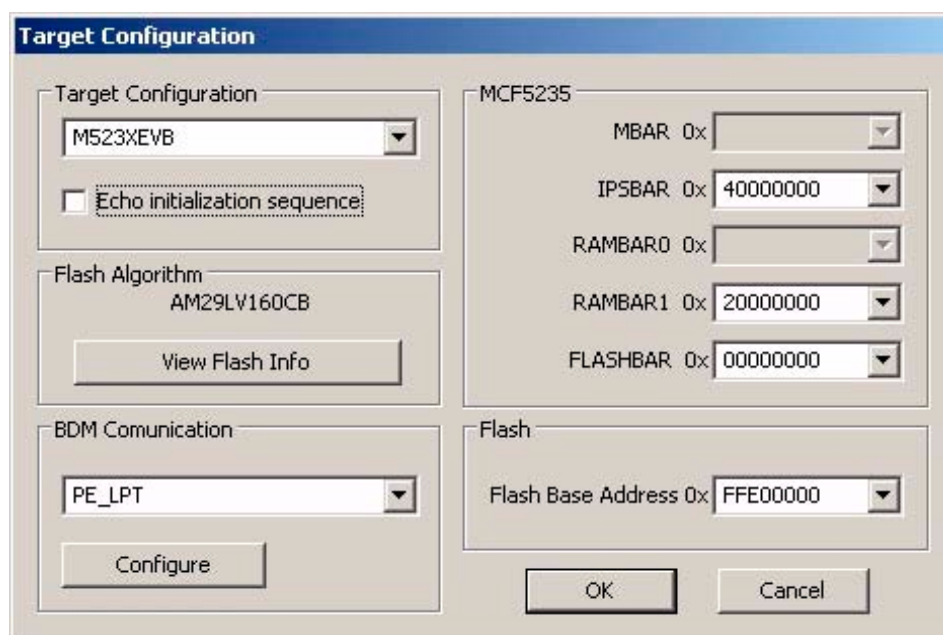 Target Configuration
Target Configuration
M523XEVB
Echo initialization sequence
Flash Algorithm
AM29LV160CB
View Flash Info
BDM Comunication
PE_LPT
Configure
MCF5235
MBAR 0x
IPSBAR 0x 40000000
RAMBAR0 0x
RAMBAR1 0x 20000000
FLASHBAR 0x 00000000
Flash
Flash Base Address 0x FFE00000
OK
Cancel